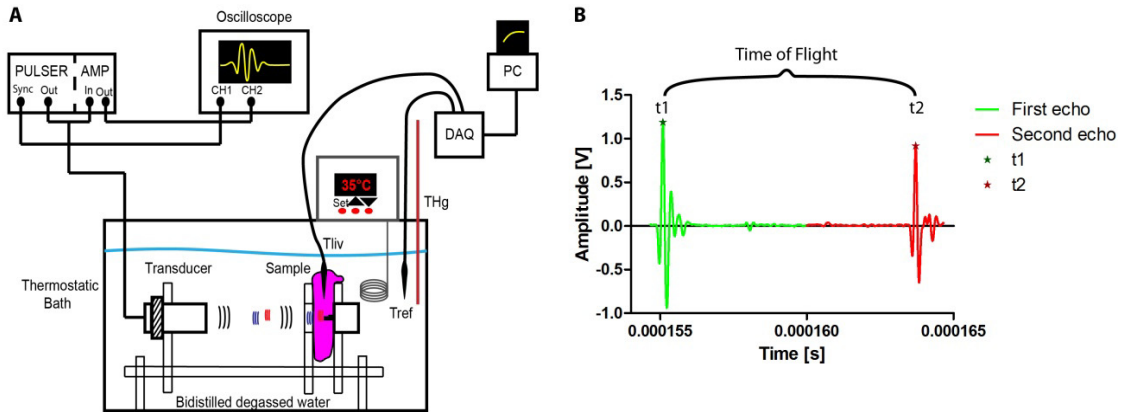 A
Oscilloscope
CH1 CH2
PULSER AMP
Sync Out In Out
PC
DAQ
35°C
Set
THg
Tliv
Transducer
Sample
Thermostatic
Bath
Tref
Bidistilled degassed water
B
Time of Flight
t1
t2
1.5
1.0
0.5
0.0
-0.5
-1.0
Amplitude [V]
0.000155
0.000160
0.000165
Time [s]
First echo
Second echo
t1
t2